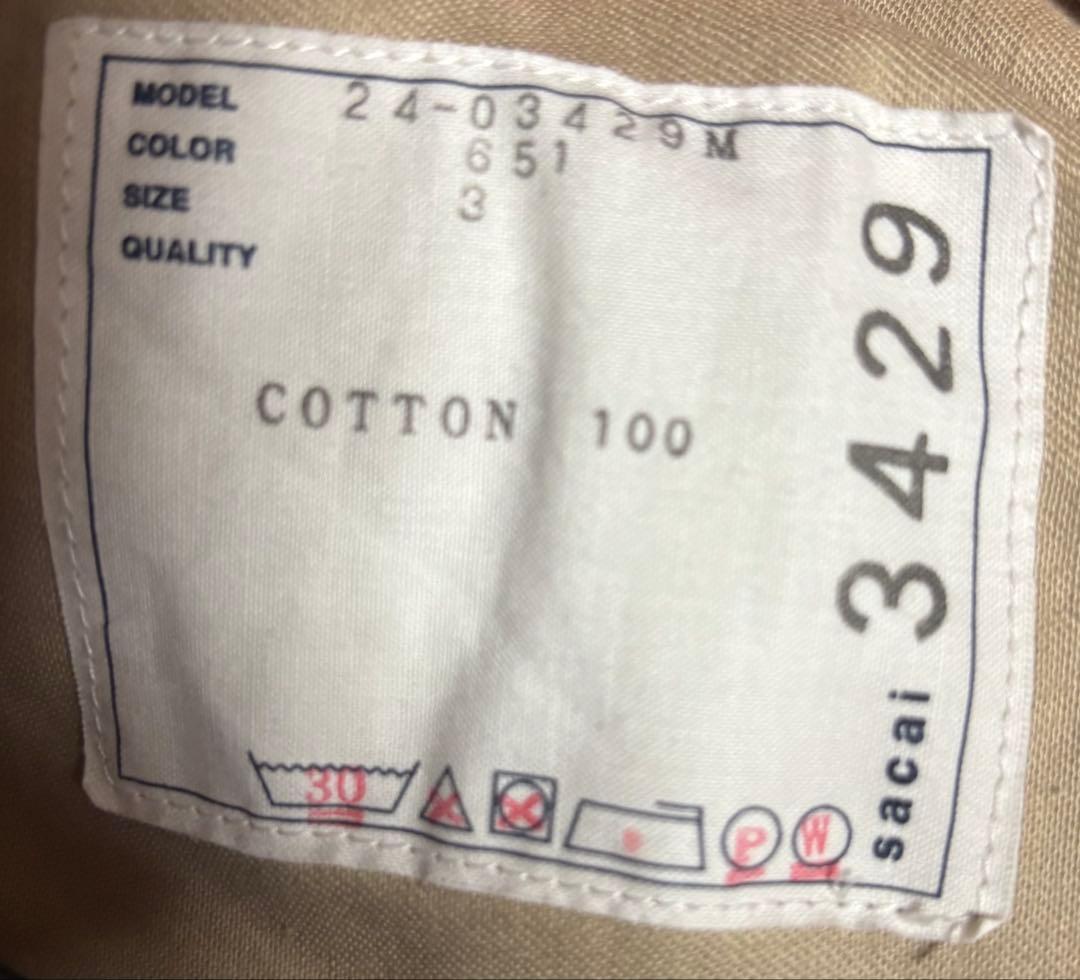 MODEL 24-03429M
COLOR 651
SIZE 3
QUALITY
COTTON 100
30
P
W
sacai 3429